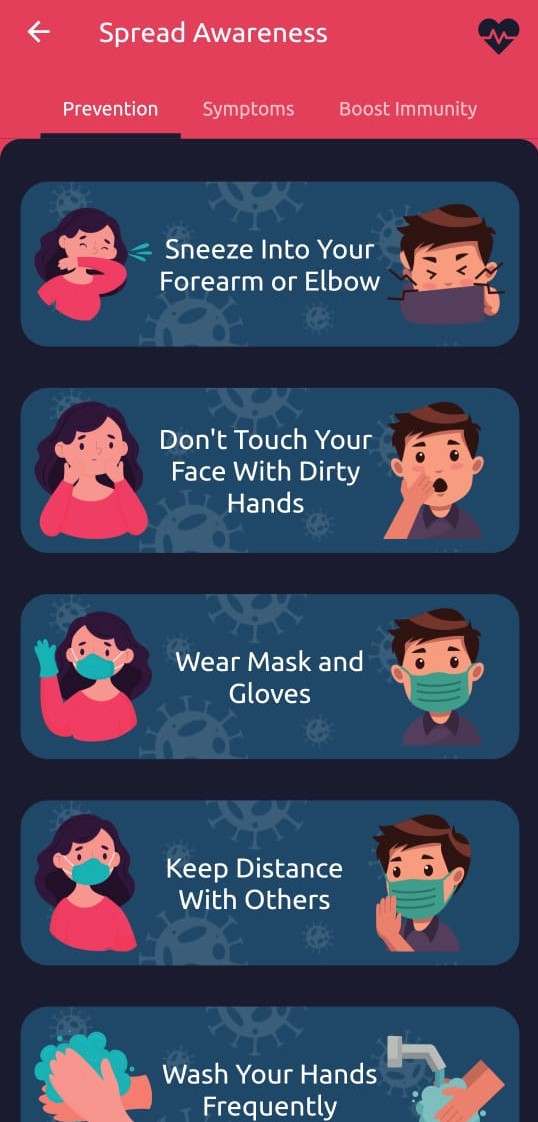 Spread Awareness
Prevention Symptoms Boost Immunity
Sneeze Into Your
Forearm or Elbow
Don't Touch Your
Face With Dirty
Hands
Wear Mask and
Gloves
Keep Distance
With Others
Wash Your Hands
Frequently